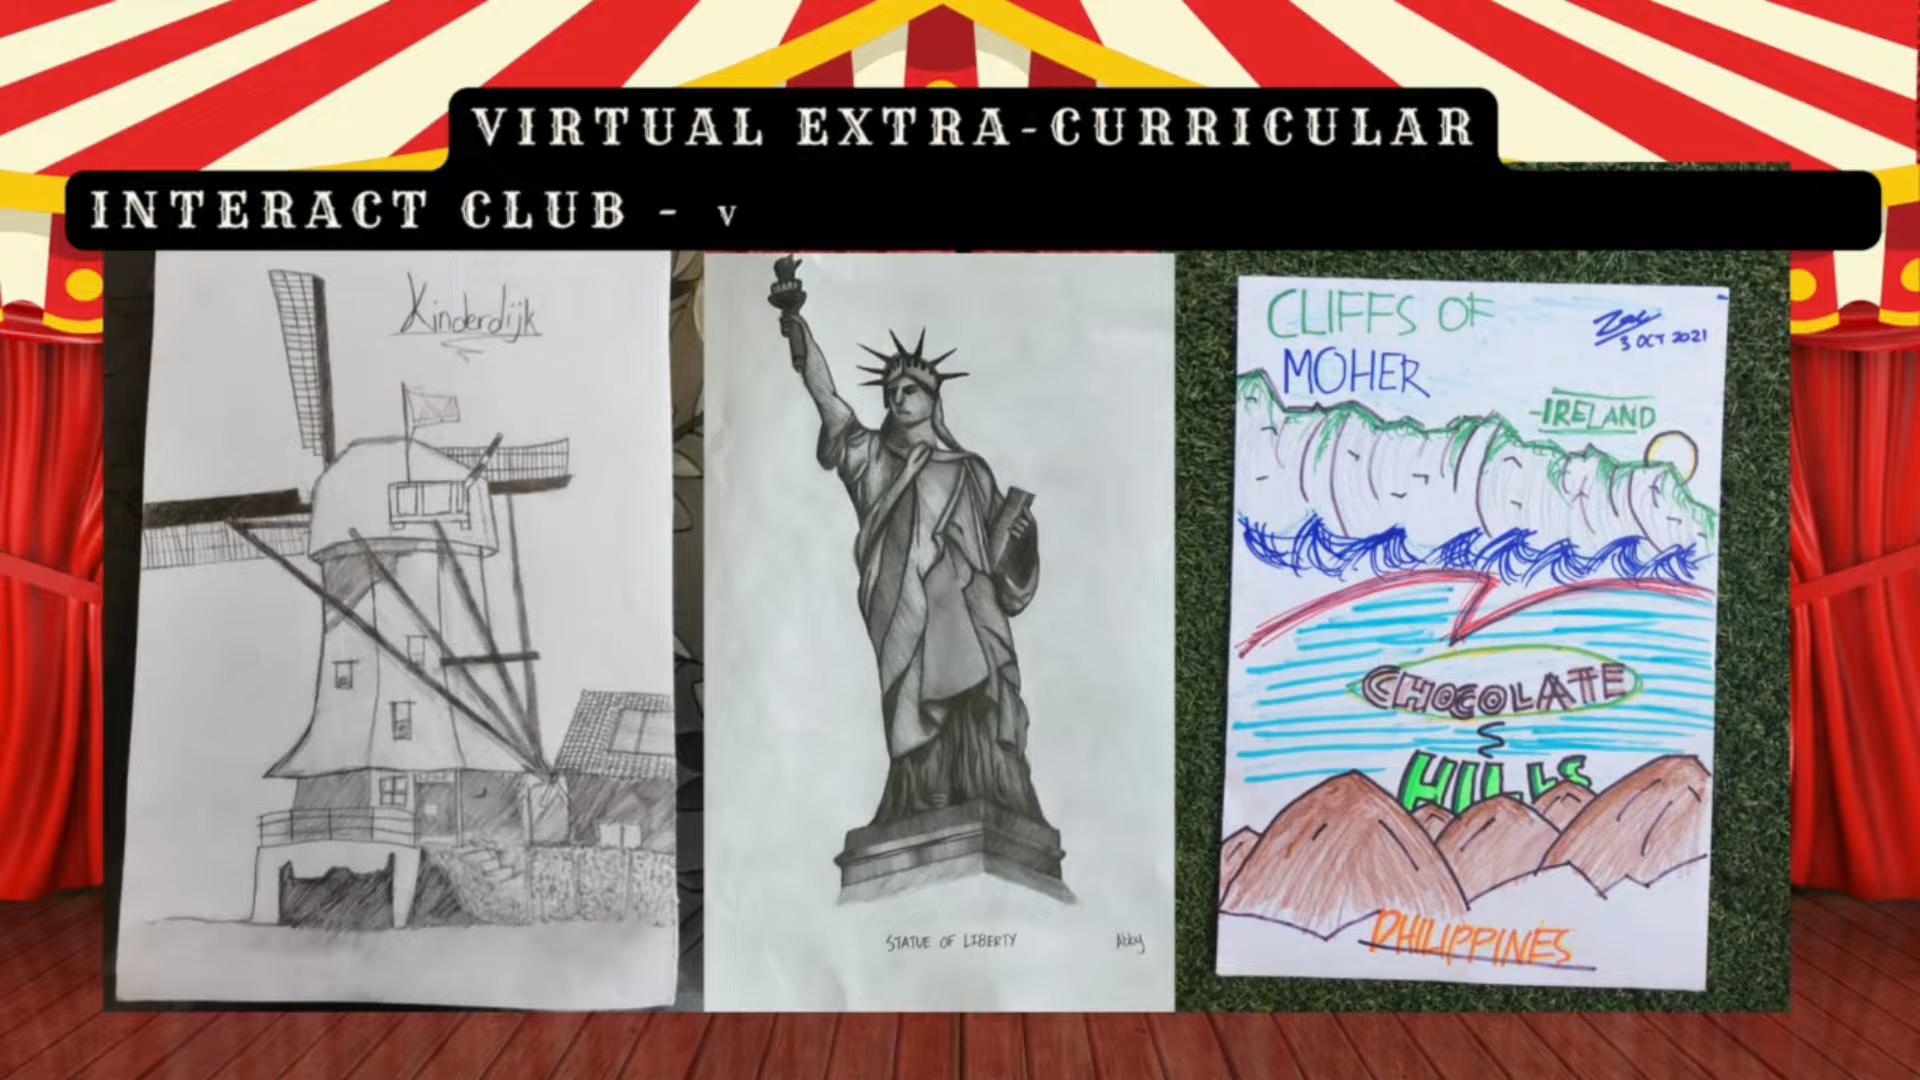 VIRTUAL EXTRA-CURRICULAR
INTERACT CLUB - V
Kinderdijk
STATUE OF LIBERTY
Abby
CLIFFS OF
MOHER
Zac
3 OCT 2021
-IRELAND
CHOCOLATE
HILLS
PHILIPPINES